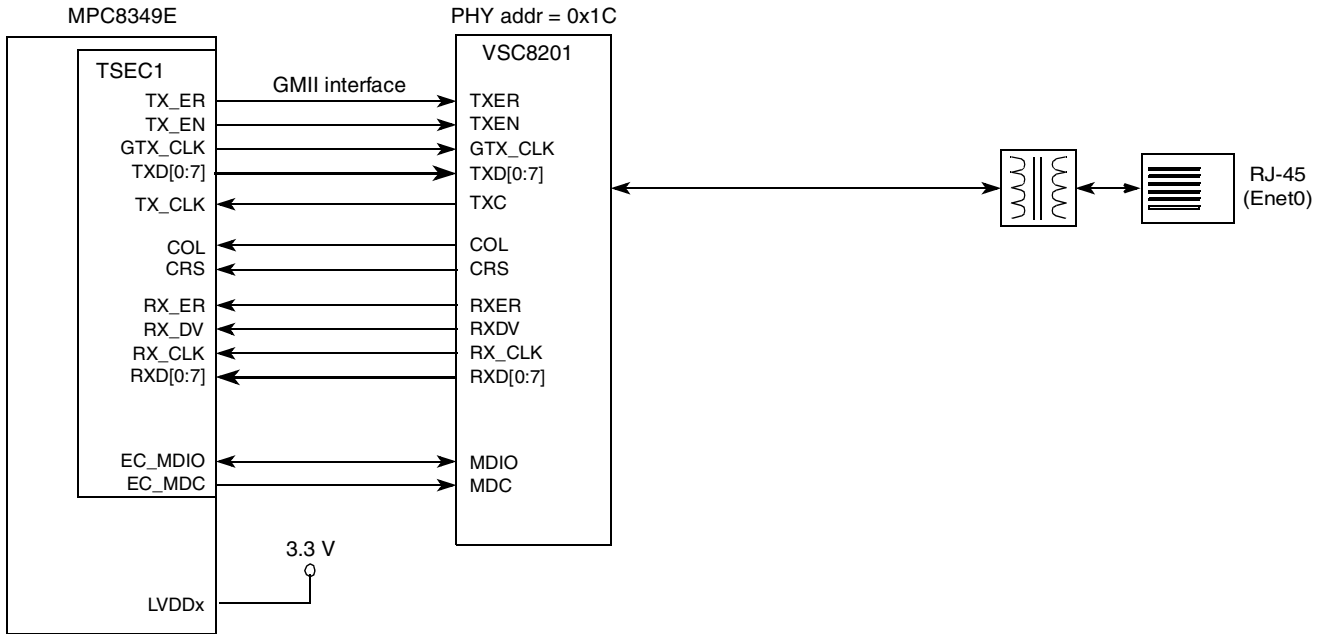 MPC8349E
PHY addr = 0x1C
TSEC1
VSC8201
GMII interface
TX_ER
TXER
TX_EN
TXEN
GTX_CLK
GTX_CLK
TXD[0:7]
TXD[0:7]
TX_CLK
TXC
COL
COL
CRS
CRS
RX_ER
RXER
RX_DV
RXDV
RX_CLK
RX_CLK
RXD[0:7]
RXD[0:7]
EC_MDIO
MDIO
EC_MDC
MDC
RJ-45
(Enet0)
3.3 V
LVDDx